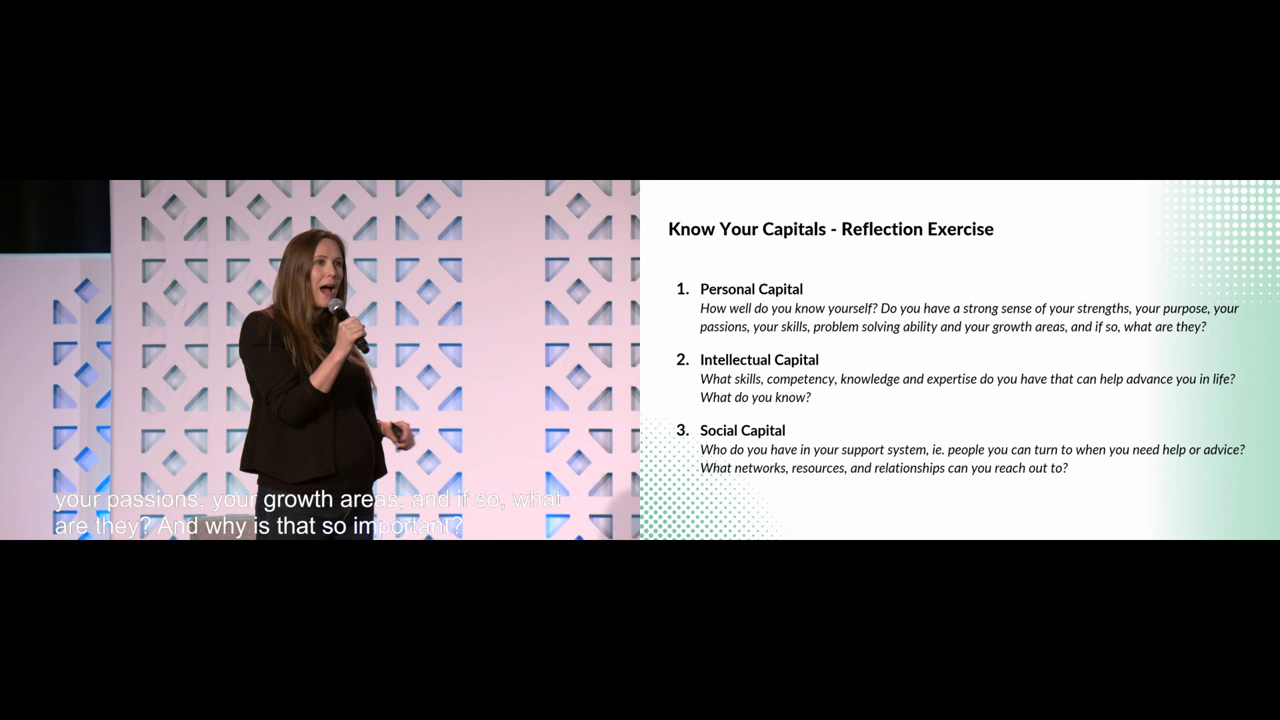 your passions, your growth areas, and if so, what
are they? And why is that so important?
Know Your Capitals - Reflection Exercise
1. Personal Capital
How well do you know yourself? Do you have a strong sense of your strengths, your purpose, your
passions, your skills, problem solving ability and your growth areas, and if so, what are they?
2. Intellectual Capital
What skills, competency, knowledge and expertise do you have that can help advance you in life?
What do you know?
3. Social Capital
Who do you have in your support system, ie. people you can turn to when you need help or advice?
What networks, resources, and relationships can you reach out to?